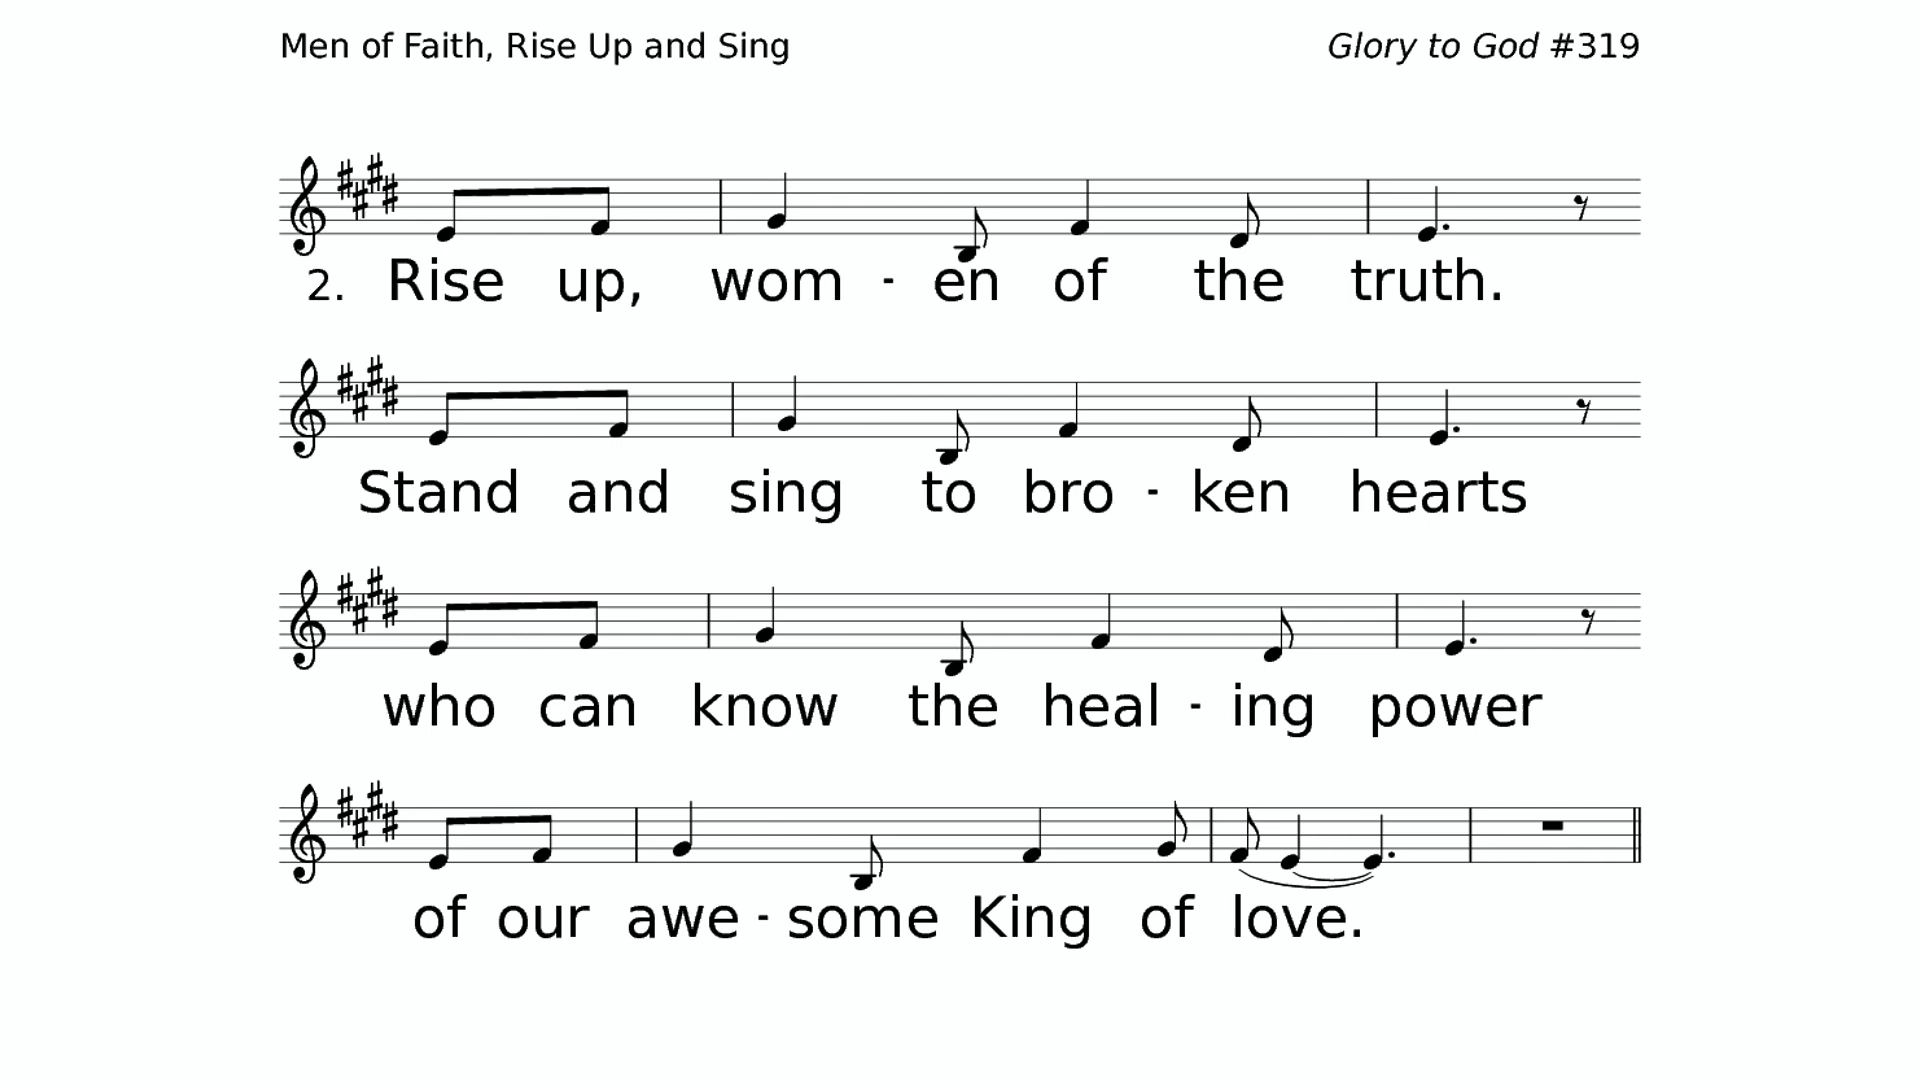 Men of Faith, Rise Up and Sing Glory to God #319
2. Rise up, wom - en of the truth.
Stand and sing to bro - ken hearts
who can know the heal - ing power
of our awe - some King of love.